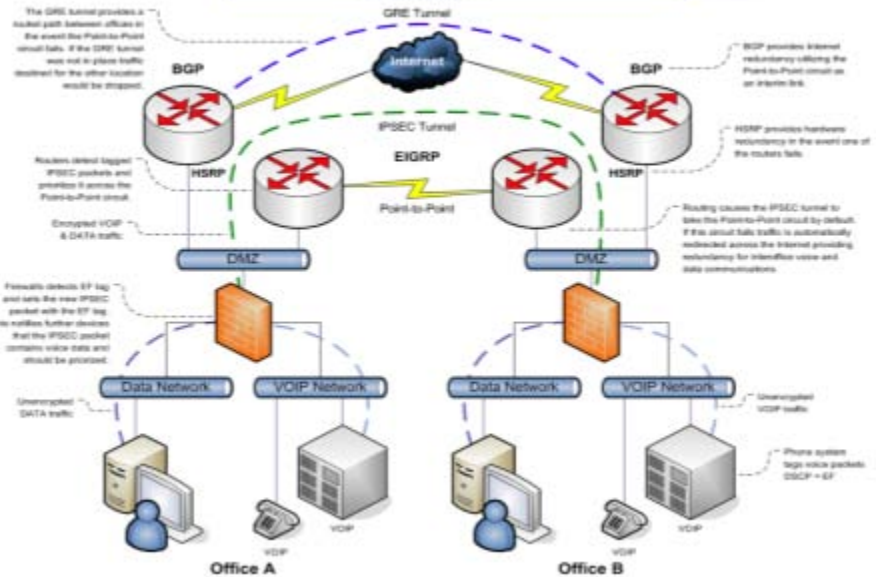 The GRE tunnel provides a
routed path between offices in
the event the Point-to-Point
circuit fails. If the GRE tunnel
was not in place traffic
destined for the other location
would be dropped.
GRE Tunnel
Internet
BGP
BGP
BGP provides Internet
redundancy utilizing the
Point-to-Point circuit as
an interim link.
IPSEC Tunnel
HSRP provides hardware
redundancy in the event one of
the routers fails.
HSRP
HSRP
EIGRP
Routers detect tagged
IPSEC packets and
prioritize it across the
Point-to-Point circuit.
Point-to-Point
Routing causes the IPSEC tunnel to
take the Point-to-Point circuit by default.
If this circuit fails traffic is automatically
redirected across the Internet providing
redundancy for interoffice voice and
data communications.
Encrypted VOIP
& DATA traffic
DMZ
DMZ
Firewalls detects EF tag
and sets the new IPSEC
packet with the EF tag.
notifies further devices
that the IPSEC packet
contains voice data and
should be priorized.
Data Network
VOIP Network
Data Network
VOIP Network
Unencrypted
DATA traffic
Unencrypted
VOIP traffic
Phone system
tags voice packets
DSCP = EF
VOIP
VOIP
VOIP
VOIP
Office A
Office B